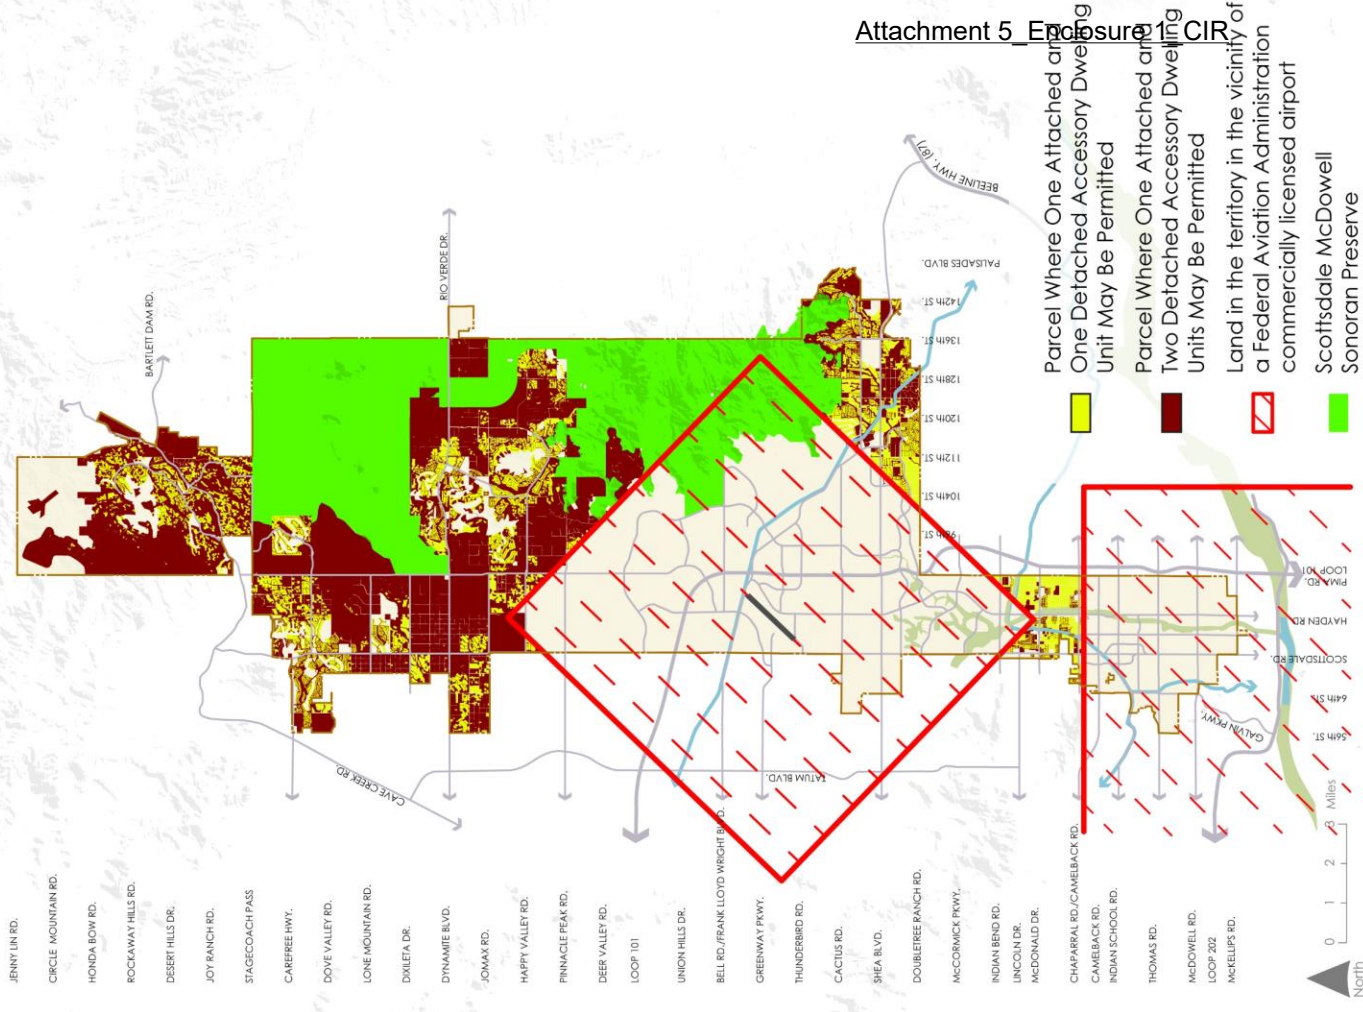 Attachment 5_Enclosure 1_CIR
Parcel Where One Attached and
One Detached Accessory Dwelling
Unit May Be Permitted
Parcel Where One Attached and
Two Detached Accessory Dwelling
Units May Be Permitted
Land in the territory in the vicinity of
a Federal Aviation Administration
commercially licensed airport
Scottsdale McDowell
Sonoran Preserve
BEELINE HWY. (87)
PALISADES BLVD.
RIO VERDE DR.
BARTLETT DAM RD.
142th ST.
136th ST.
128th ST.
120th ST.
112th ST.
104th ST.
96th ST.
LOOP 101
PIMA RD.
HAYDEN RD
SCOTTSDALE RD.
64th ST.
56th ST.
GALVIN PKWY.
TATUM BLVD.
CAVE CREEK RD.
JENNY LIN RD.
CIRCLE MOUNTAIN RD.
HONDA BOW RD.
ROCKAWAY HILLS RD.
DESERT HILLS DR.
JOY RANCH RD.
STAGECOACH PASS
CAREFREE HWY.
DOVE VALLEY RD.
LONE MOUNTAIN RD.
DIXILETA DR.
DYNAMITE BLVD.
JOMAX RD.
HAPPY VALLEY RD.
PINNACLE PEAK RD.
DEER VALLEY RD.
LOOP 101
UNION HILLS DR.
BELL RD./FRANK LLOYD WRIGHT BLVD.
GREENWAY PKWY.
THUNDERBIRD RD.
CACTUS RD.
SHEA BLVD.
DOUBLETREE RANCH RD.
McCORMICK PKWY.
INDIAN BEND RD.
LINCOLN DR.
McDONALD DR.
CHAPARRAL RD./CAMELBACK RD.
CAMELBACK RD.
INDIAN SCHOOL RD.
THOMAS RD.
McDOWELL RD.
LOOP 202
McKELLIPS RD.
0 1 2 3 Miles
North